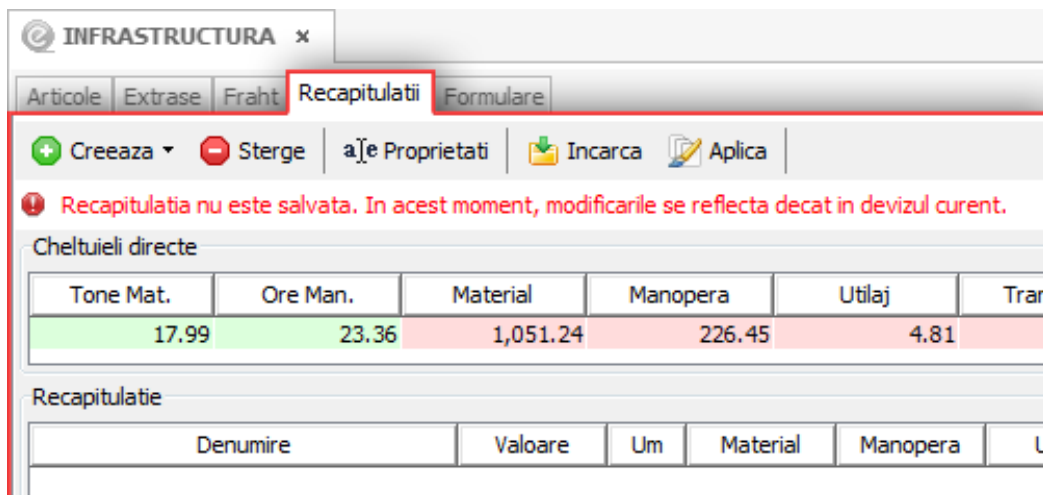 INFRASTRUCTURA ×
Articole Extrase Fraht Recapitulatii Formulare
Creeaza Sterge a]e Proprietati Incarca Aplica
Recapitulatia nu este salvata. In acest moment, modificarile se reflecta decat in devizul curent.
Cheltuieli directe
Tone Mat. Ore Man. Material Manopera Utilaj
17.99 23.36 1,051.24 226.45 4.81
Recapitulatie
Denumire Valoare Um Material Manopera